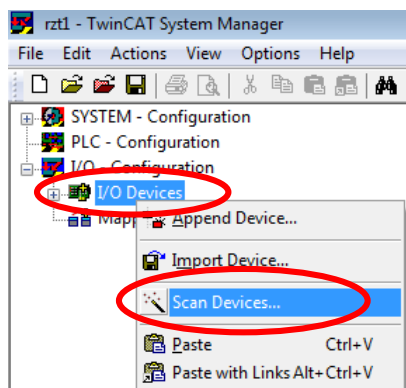 rzt1 - TwinCAT System Manager
File Edit Actions View Options Help
SYSTEM - Configuration
PLC - Configuration
I/O - Configuration
I/O Devices
Mapp
Append Device...
Import Device...
Scan Devices...
Paste Ctrl+V
Paste with Links Alt+Ctrl+V